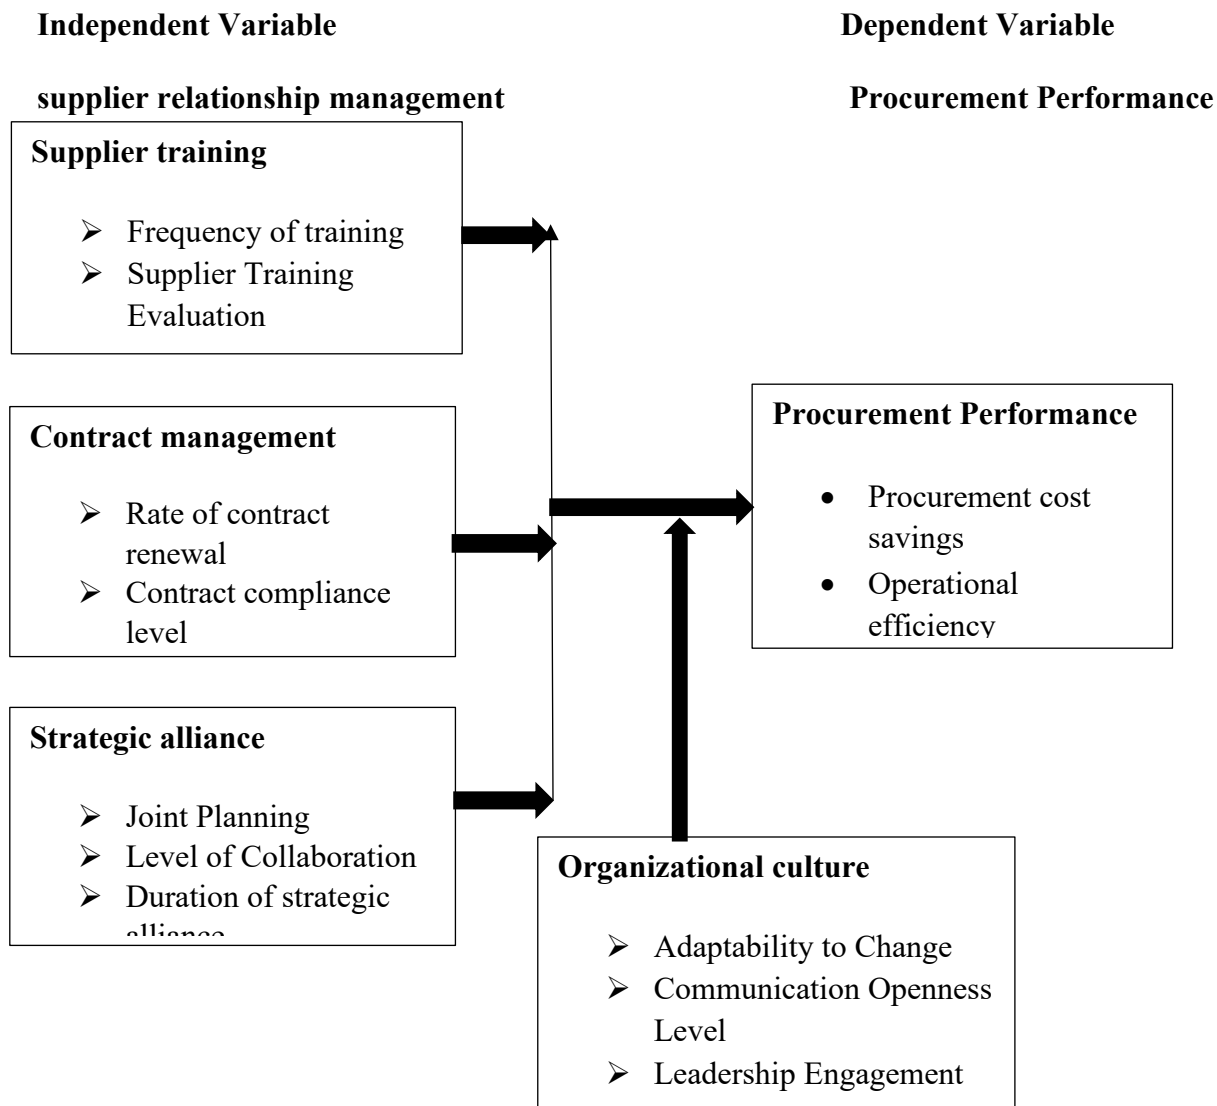 Independent Variable
Dependent Variable
supplier relationship management
Procurement Performance
Supplier training
➢ Frequency of training
➢ Supplier Training
Evaluation
Contract management
➢ Rate of contract
renewal
➢ Contract compliance
level
Strategic alliance
➢ Joint Planning
➢ Level of Collaboration
➢ Duration of strategic
alliance
Procurement Performance
• Procurement cost
savings
• Operational
efficiency
Organizational culture
➢ Adaptability to Change
➢ Communication Openness
Level
➢ Leadership Engagement